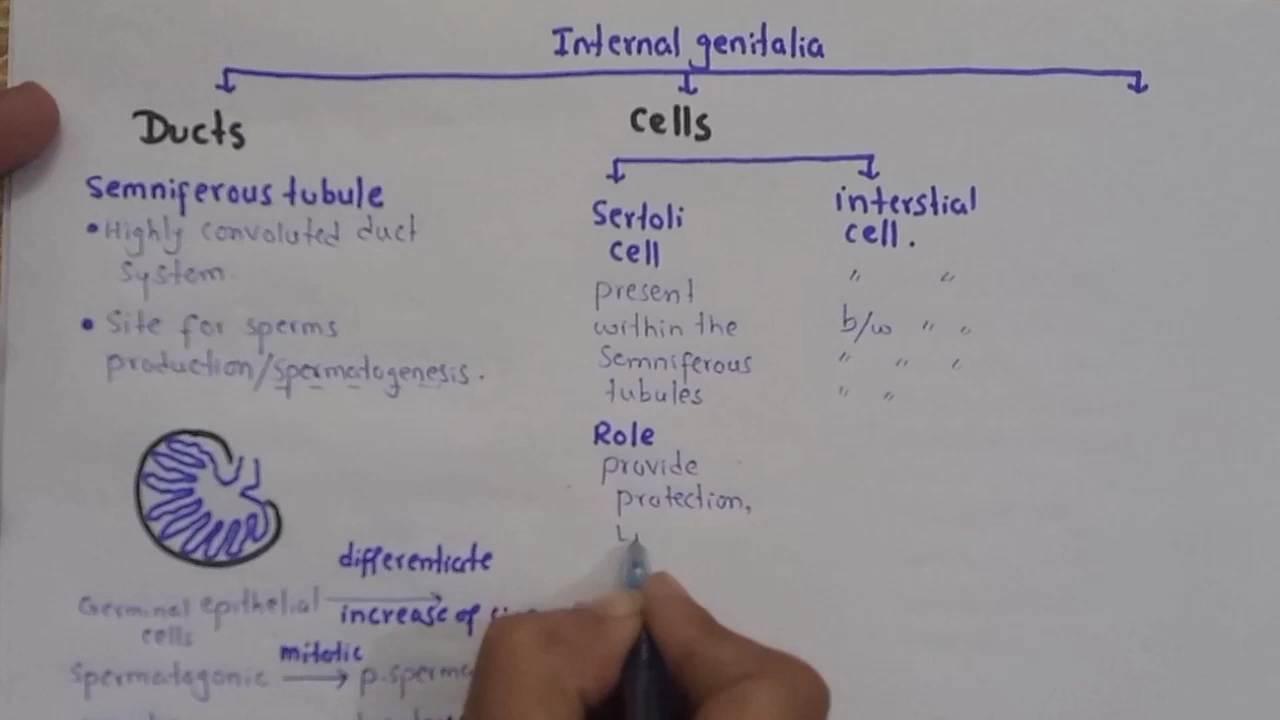 Internal genitalia
Ducts
Semniferous tubule
• Highly convoluted duct
system.
• Site for sperms
production/spermatogenesis.
differentiate
Germinal epithelial
increase of
cells
mitotic
Spermatogonic
cells
Sertoli
cell
present
within the
Semniferous
tubules
Role
provide
protection,
interstial
cell.
" "
b/w " "
" " "
" "